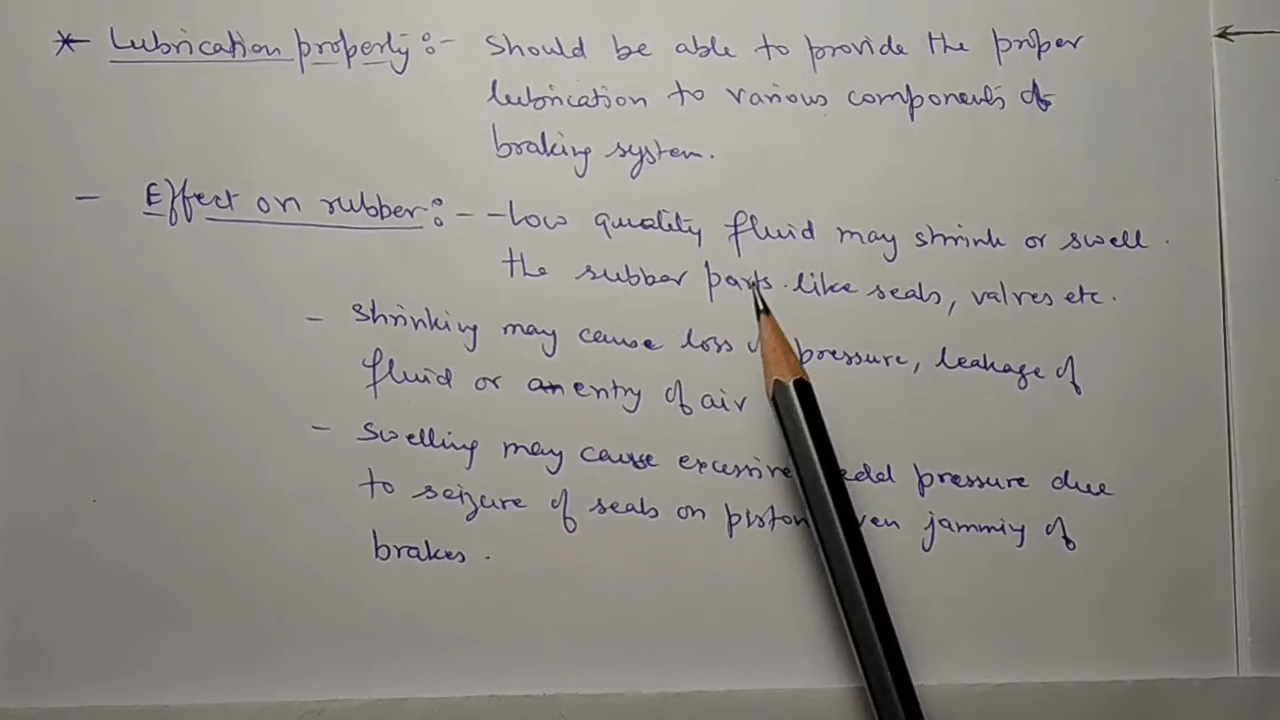 * Lubrication property :- Should be able to provide the proper
lubrication to various components of
braking system.
- Effect on rubber :- - Low quality fluid may shrink or swell.
the rubber parts like seals, valves etc.
- Shrinking may cause loss pressure, leakage of
fluid or entry of air
- Swelling may cause excessive pressure due
to seizure of seals on piston jammiy of
brakes.